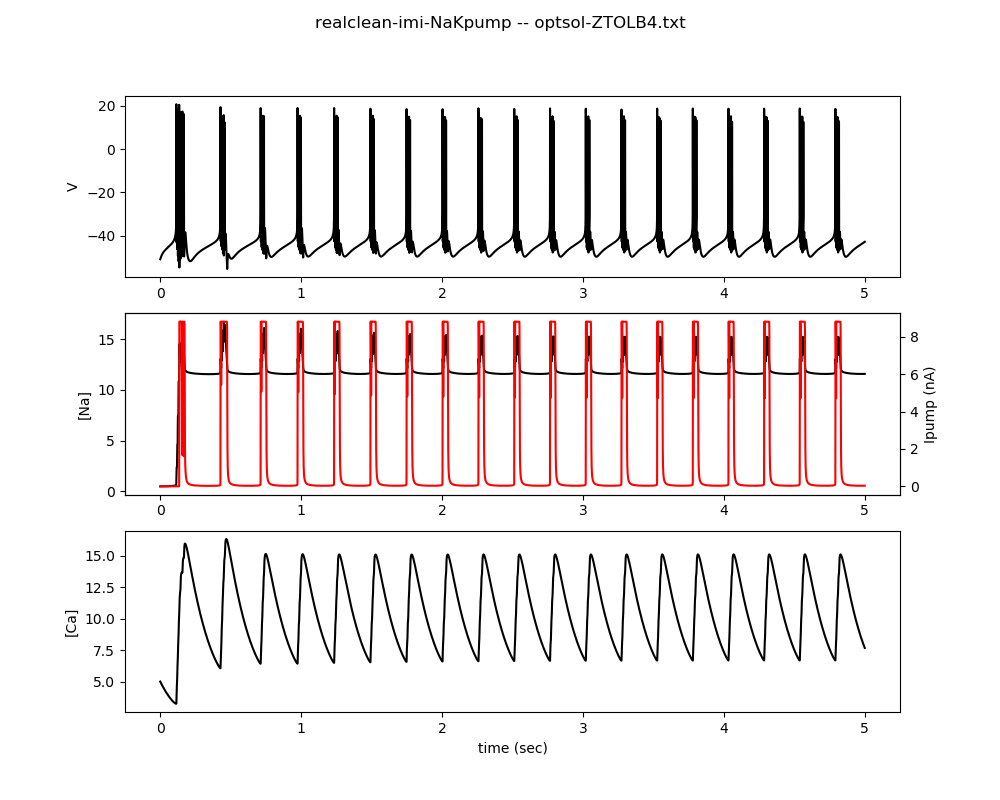 realclean-imi-NaKpump -- optsol-ZTOLB4.txt
20
0
−20
−40
V
0 1 2 3 4 5
15
10
5
0
[Na]
8
6
4
2
0
Ipump (nA)
0 1 2 3 4 5
15.0
12.5
10.0
7.5
5.0
[Ca]
0 1 2 3 4 5
time (sec)